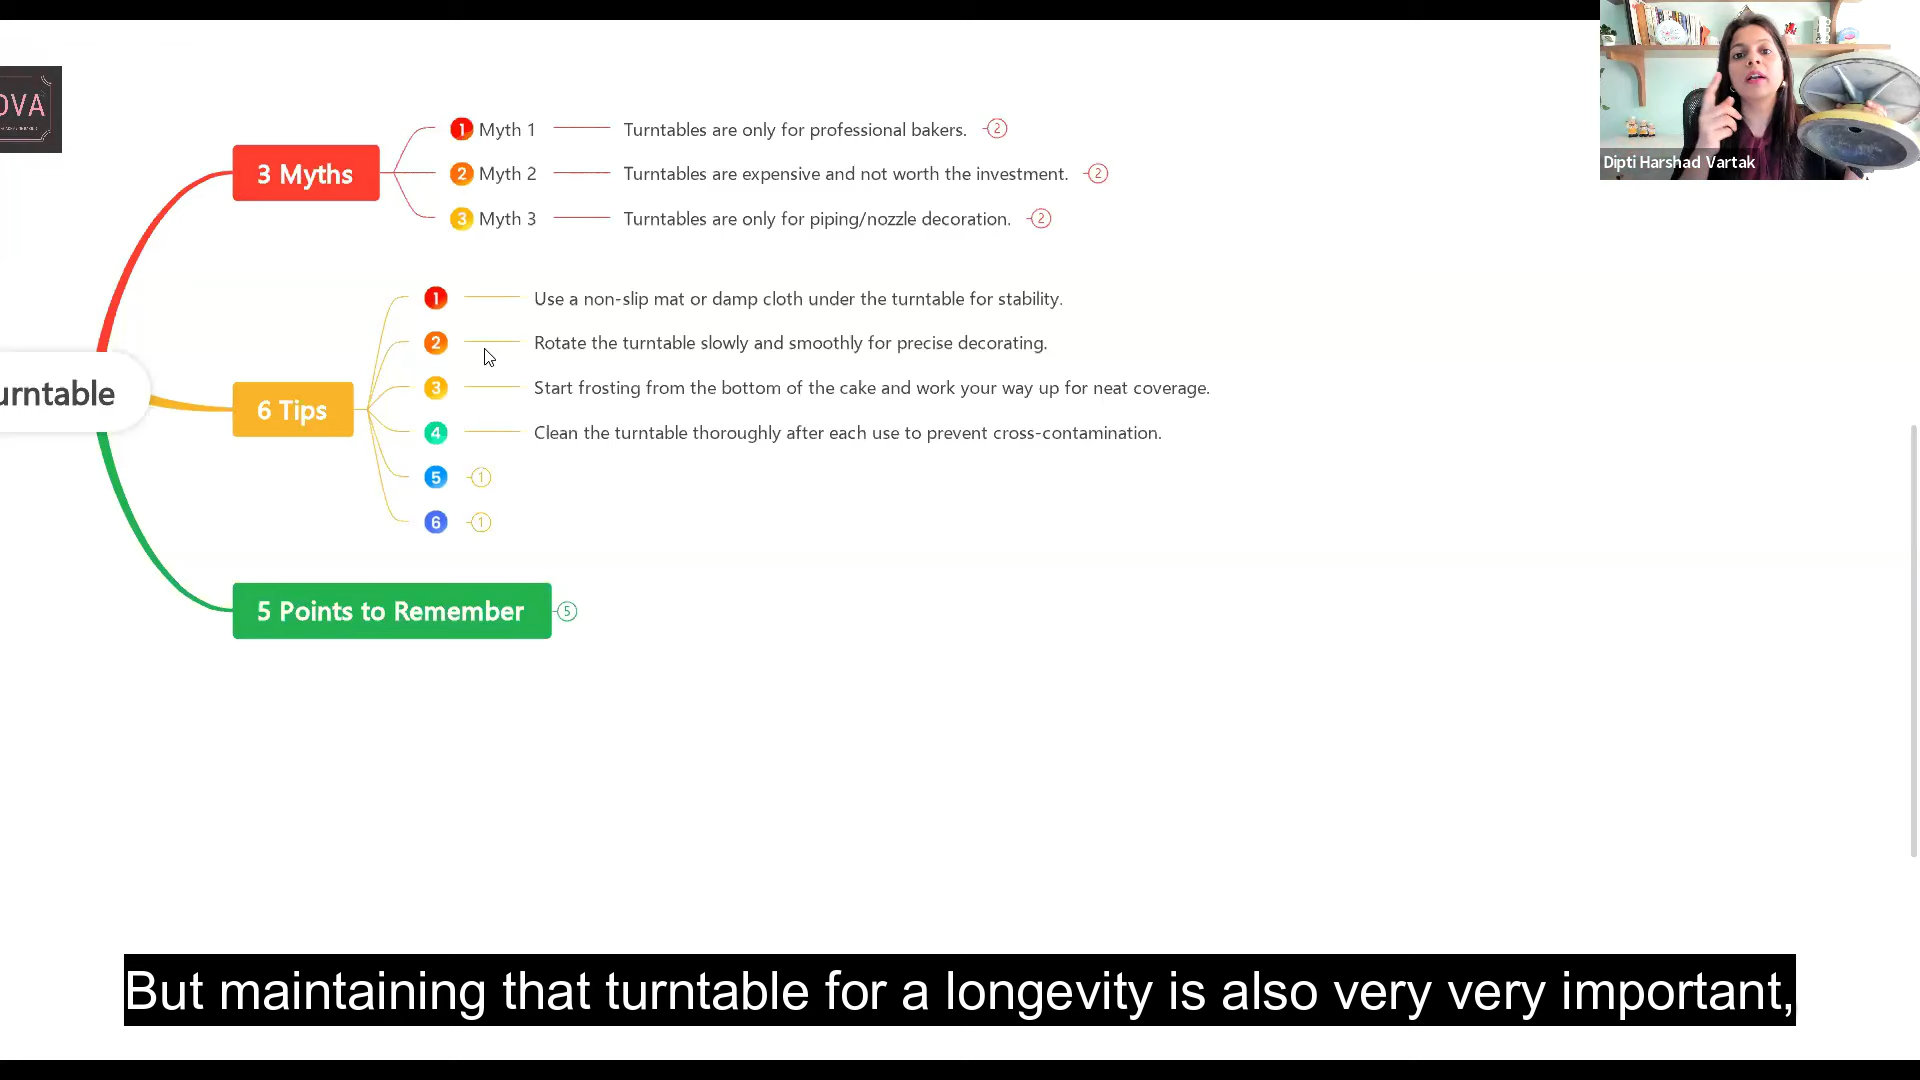 OVA
Dipti Harshad Vartak
urntable
3 Myths
1 Myth 1 Turntables are only for professional bakers. 2
2 Myth 2 Turntables are expensive and not worth the investment. 2
3 Myth 3 Turntables are only for piping/nozzle decoration. 2
6 Tips
1 Use a non-slip mat or damp cloth under the turntable for stability.
2 Rotate the turntable slowly and smoothly for precise decorating.
3 Start frosting from the bottom of the cake and work your way up for neat coverage.
4 Clean the turntable thoroughly after each use to prevent cross-contamination.
5 1
6 1
5 Points to Remember 5
But maintaining that turntable for a longevity is also very very important,